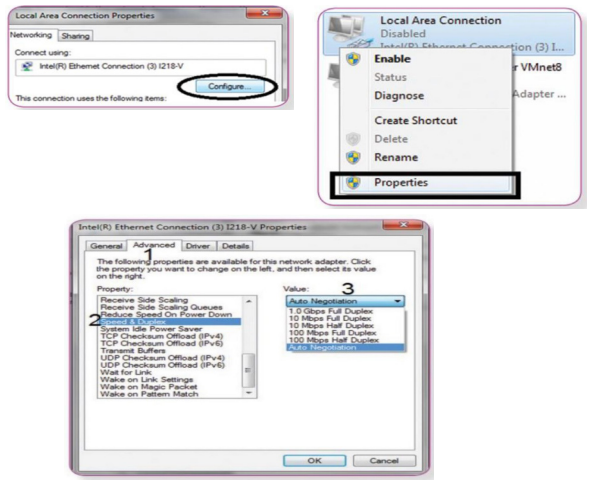 Local Area Connection Properties
Networking Sharing
Connect using:
Intel(R) Ethernet Connection (3) I218-V
Configure...
This connection uses the following items:
Local Area Connection
Disabled
Intel(R) Ethernet Connection (3) I...
Enable
r VMnet8
Status
Diagnose
Adapter ...
Create Shortcut
Delete
Rename
Properties
Intel(R) Ethernet Connection (3) I218-V Properties
General Advanced Driver Details
1
The following properties are available for this network adapter. Click
the property you want to change on the left, and then select its value
on the right.
Property:
Receive Side Scaling
Receive Side Scaling Queues
Reduce Speed On Power Down
2 Speed & Duplex
System Idle Power Saver
TCP Checksum Offload (IPv4)
TCP Checksum Offload (IPv6)
Transmit Buffers
UDP Checksum Offload (IPv4)
UDP Checksum Offload (IPv6)
Wait for Link
Wake on Link Settings
Wake on Magic Packet
Wake on Pattern Match
Value: 3
Auto Negotiation
1.0 Gbps Full Duplex
10 Mbps Full Duplex
10 Mbps Half Duplex
100 Mbps Full Duplex
100 Mbps Half Duplex
Auto Negotiation
OK Cancel